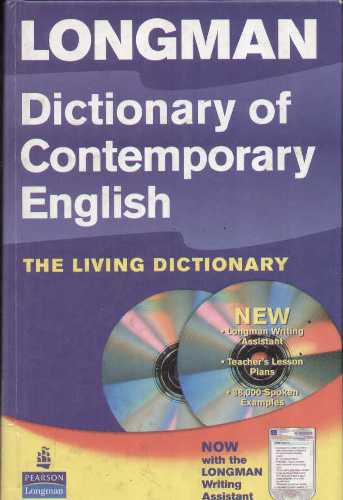 LONGMAN
Dictionary of
Contemporary
English
THE LIVING DICTIONARY
NEW
• Longman Writing
Assistant
• Teacher's Lesson
Plans
• 88,000 Spoken
Examples
NOW
with the
LONGMAN
Writing
Assistant
PEARSON
Longman